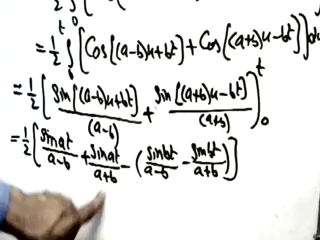 = 1/2 ∫₀ᵗ [Cos[(a-b)u+bt] + Cos[(a+b)u-bt]] du
= 1/2 [ Sin[(a-b)u+bt]/(a-b) + Sin[(a+b)u-bt]/(a+b) ]₀ᵗ
= 1/2 [ Sinat/a-b + Sinat/a+b - ( Sinbt/a-b - Sinbt/a+b ) ]